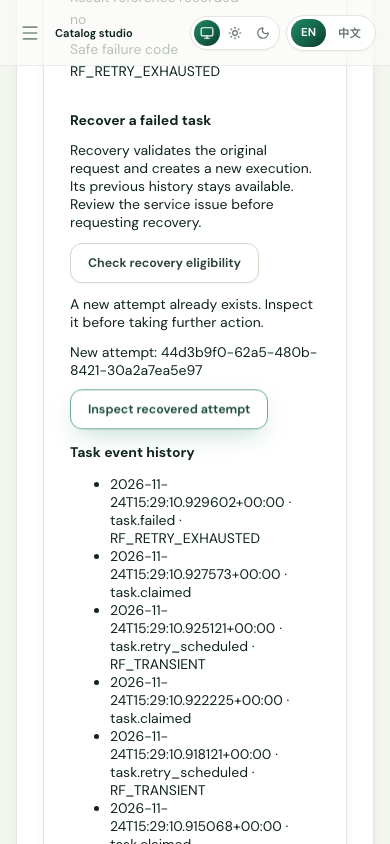 Result reference recorded
no
Catalog studio
EN
中文
Safe failure code
RF_RETRY_EXHAUSTED
Recover a failed task
Recovery validates the original
request and creates a new execution.
Its previous history stays available.
Review the service issue before
requesting recovery.
Check recovery eligibility
A new attempt already exists. Inspect
it before taking further action.
New attempt: 44d3b9f0-62a5-480b-
8421-30a2a7ea5e97
Inspect recovered attempt
Task event history
2026-11-
24T15:29:10.929602+00:00 ·
task.failed ·
RF_RETRY_EXHAUSTED
2026-11-
24T15:29:10.927573+00:00 ·
task.claimed
2026-11-
24T15:29:10.925121+00:00 ·
task.retry_scheduled ·
RF_TRANSIENT
2026-11-
24T15:29:10.922225+00:00 ·
task.claimed
2026-11-
24T15:29:10.918121+00:00 ·
task.retry_scheduled ·
RF_TRANSIENT
2026-11-
24T15:29:10.915068+00:00 ·
task.claimed